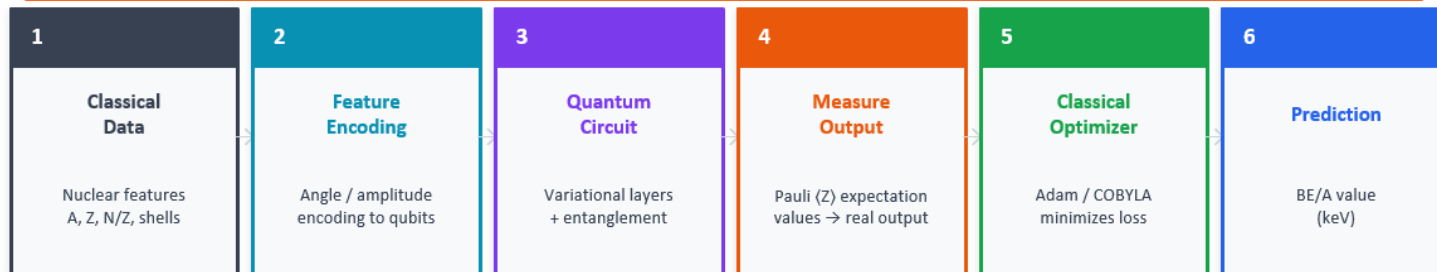 1
Classical
Data
Nuclear features
A, Z, N/Z, shells
2
Feature
Encoding
Angle / amplitude
encoding to qubits
3
Quantum
Circuit
Variational layers
+ entanglement
4
Measure
Output
Pauli ⟨Z⟩ expectation
values → real output
5
Classical
Optimizer
Adam / COBYLA
minimizes loss
6
Prediction
BE/A value
(keV)